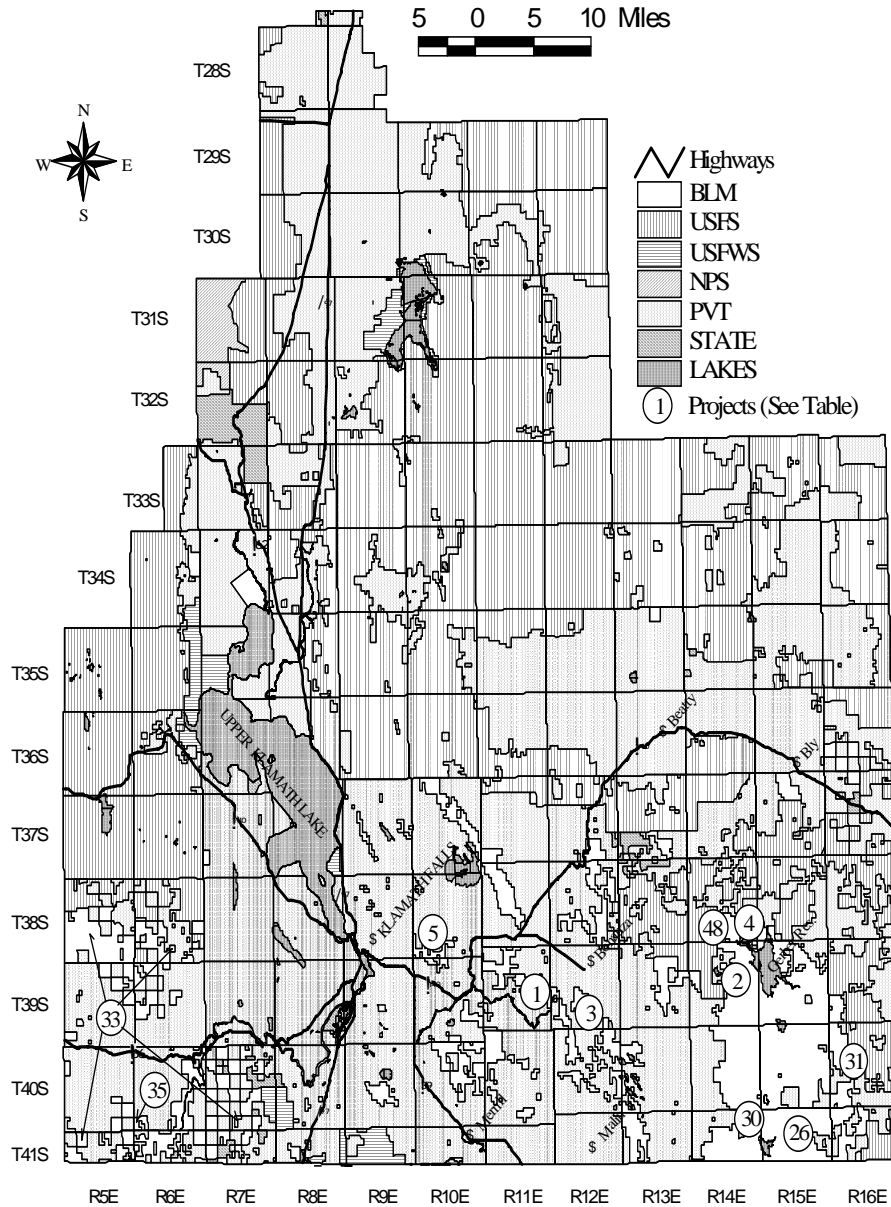 5 0 5 10 Miles
N
W E
S
Highways
BLM
USFS
USFWS
NPS
PVT
STATE
LAKES
1 Projects (See Table)
T28S
T29S
T30S
T31S
T32S
T33S
T34S
T35S
T36S
T37S
T38S
T39S
T40S
T41S
UPPER KLAMATH LAKE
KLAMATH FALLS
Beatty
Bly
Bonanza
Gerber Res.
Merrill
Malin
5
48
4
2
1
3
33
35
31
30
26
R5E R6E R7E R8E R9E R10E R11E R12E R13E R14E R15E R16E